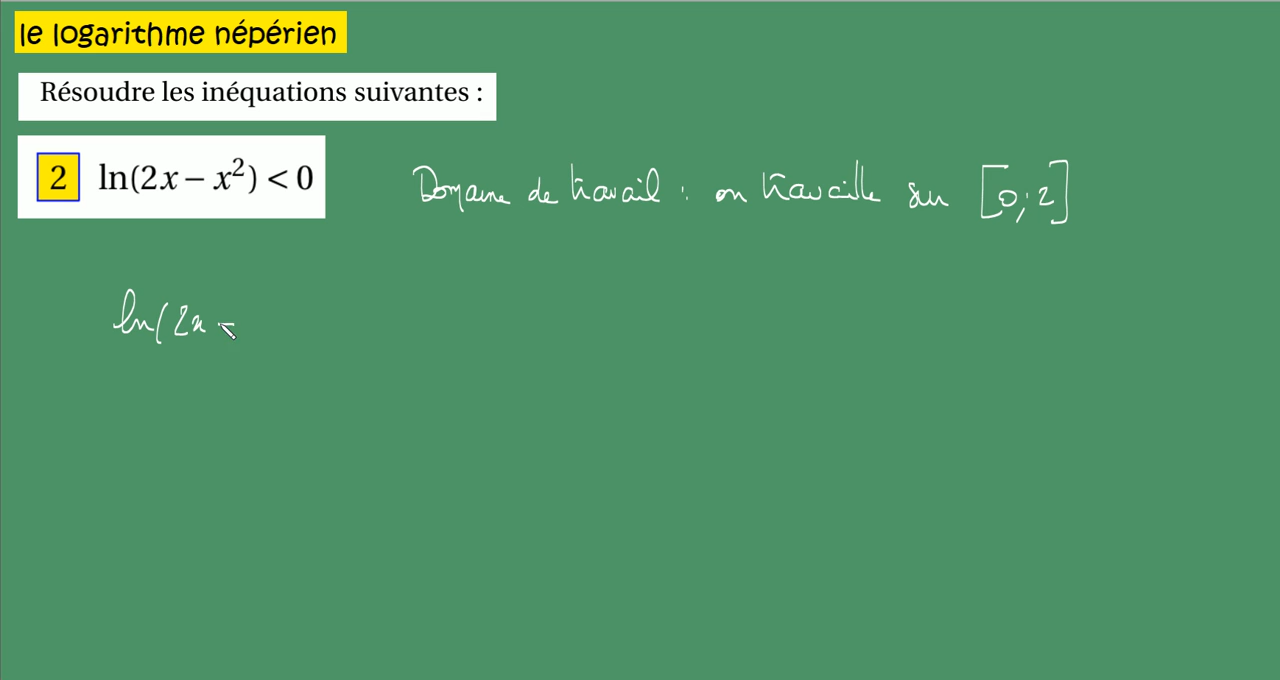 le logarithme népérien
Résoudre les inéquations suivantes :
2 ln(2x − x²) < 0
Domaine de travail : on travaille sur [0; 2]
ln(2x −